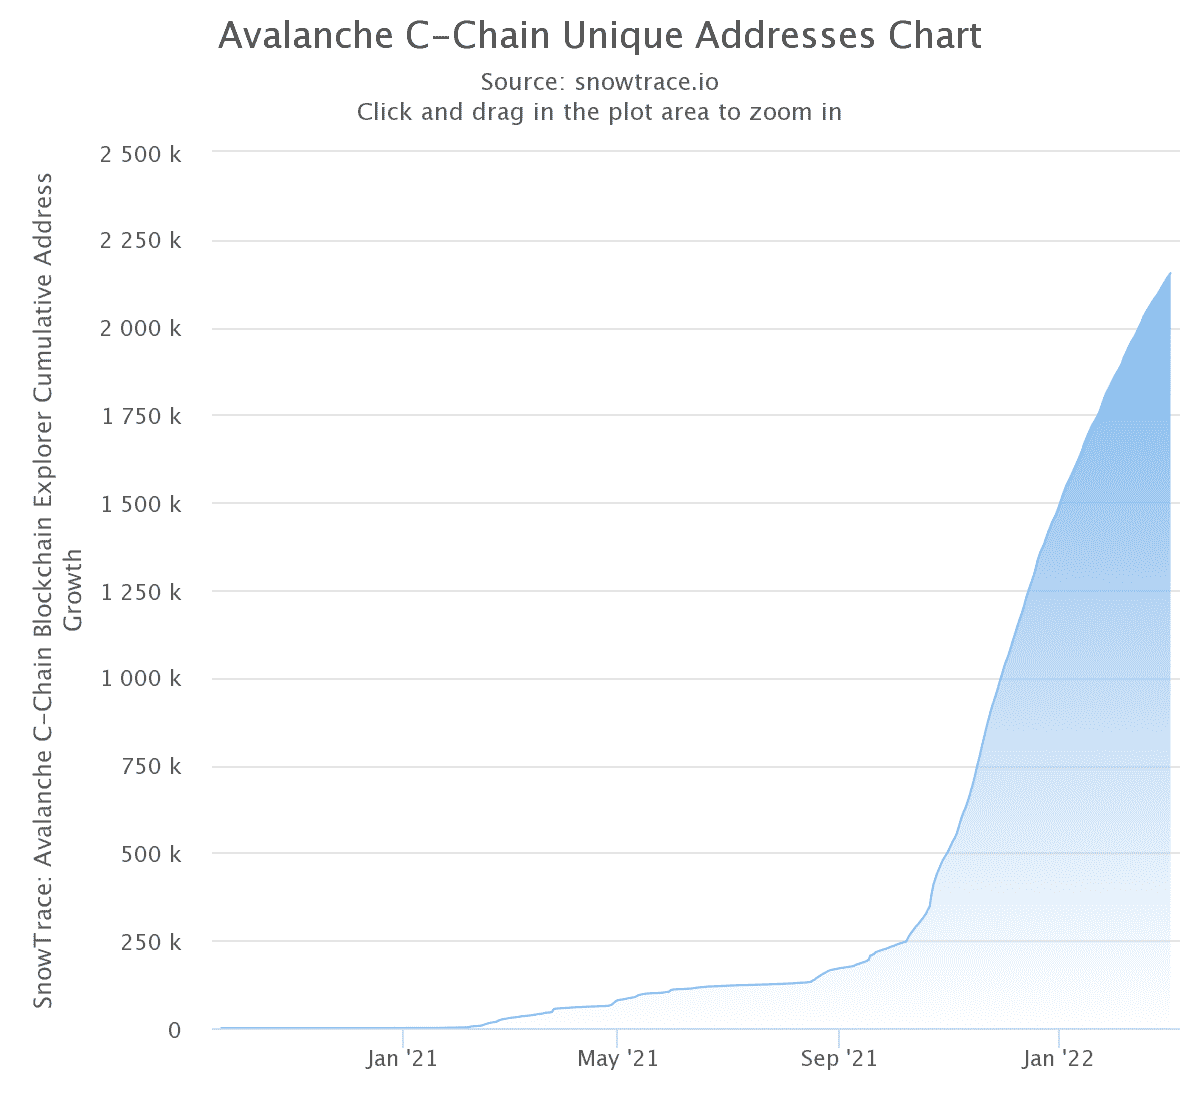 Avalanche C-Chain Unique Addresses Chart
Source: snowtrace.io
Click and drag in the plot area to zoom in
SnowTrace: Avalanche C-Chain Blockchain Explorer Cumulative Address
Growth
2 500 k
2 250 k
2 000 k
1 750 k
1 500 k
1 250 k
1 000 k
750 k
500 k
250 k
0
Jan '21
May '21
Sep '21
Jan '22